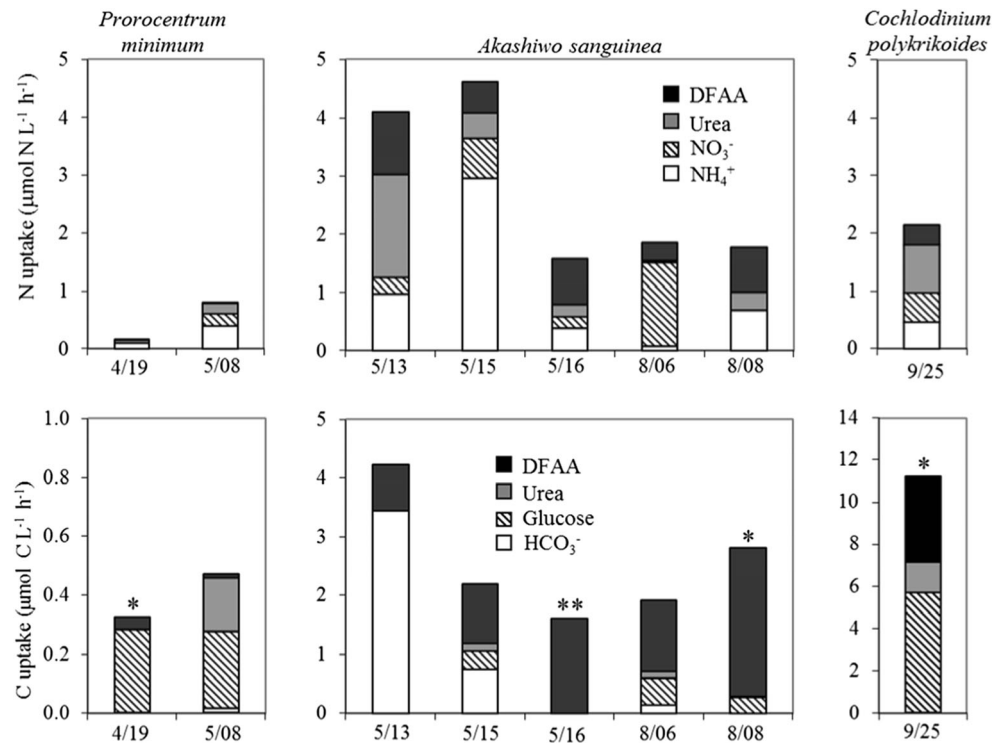 Prorocentrum
minimum
Akashiwo sanguinea
Cochlodinium
polykrikoides
N uptake (µmol N L⁻¹ h⁻¹)
5
4
3
2
1
0
4/19 5/08
5
4
3
2
1
0
DFAA
Urea
NO₃⁻
NH₄⁺
5/13 5/15 5/16 8/06 8/08
5
4
3
2
1
0
9/25
C uptake (µmol C L⁻¹ h⁻¹)
1.0
0.8
0.6
0.4
0.2
0.0
*
4/19 5/08
5
4
3
2
1
0
DFAA
Urea
Glucose
HCO₃⁻
**
*
5/13 5/15 5/16 8/06 8/08
14
12
10
8
6
4
2
0
*
9/25